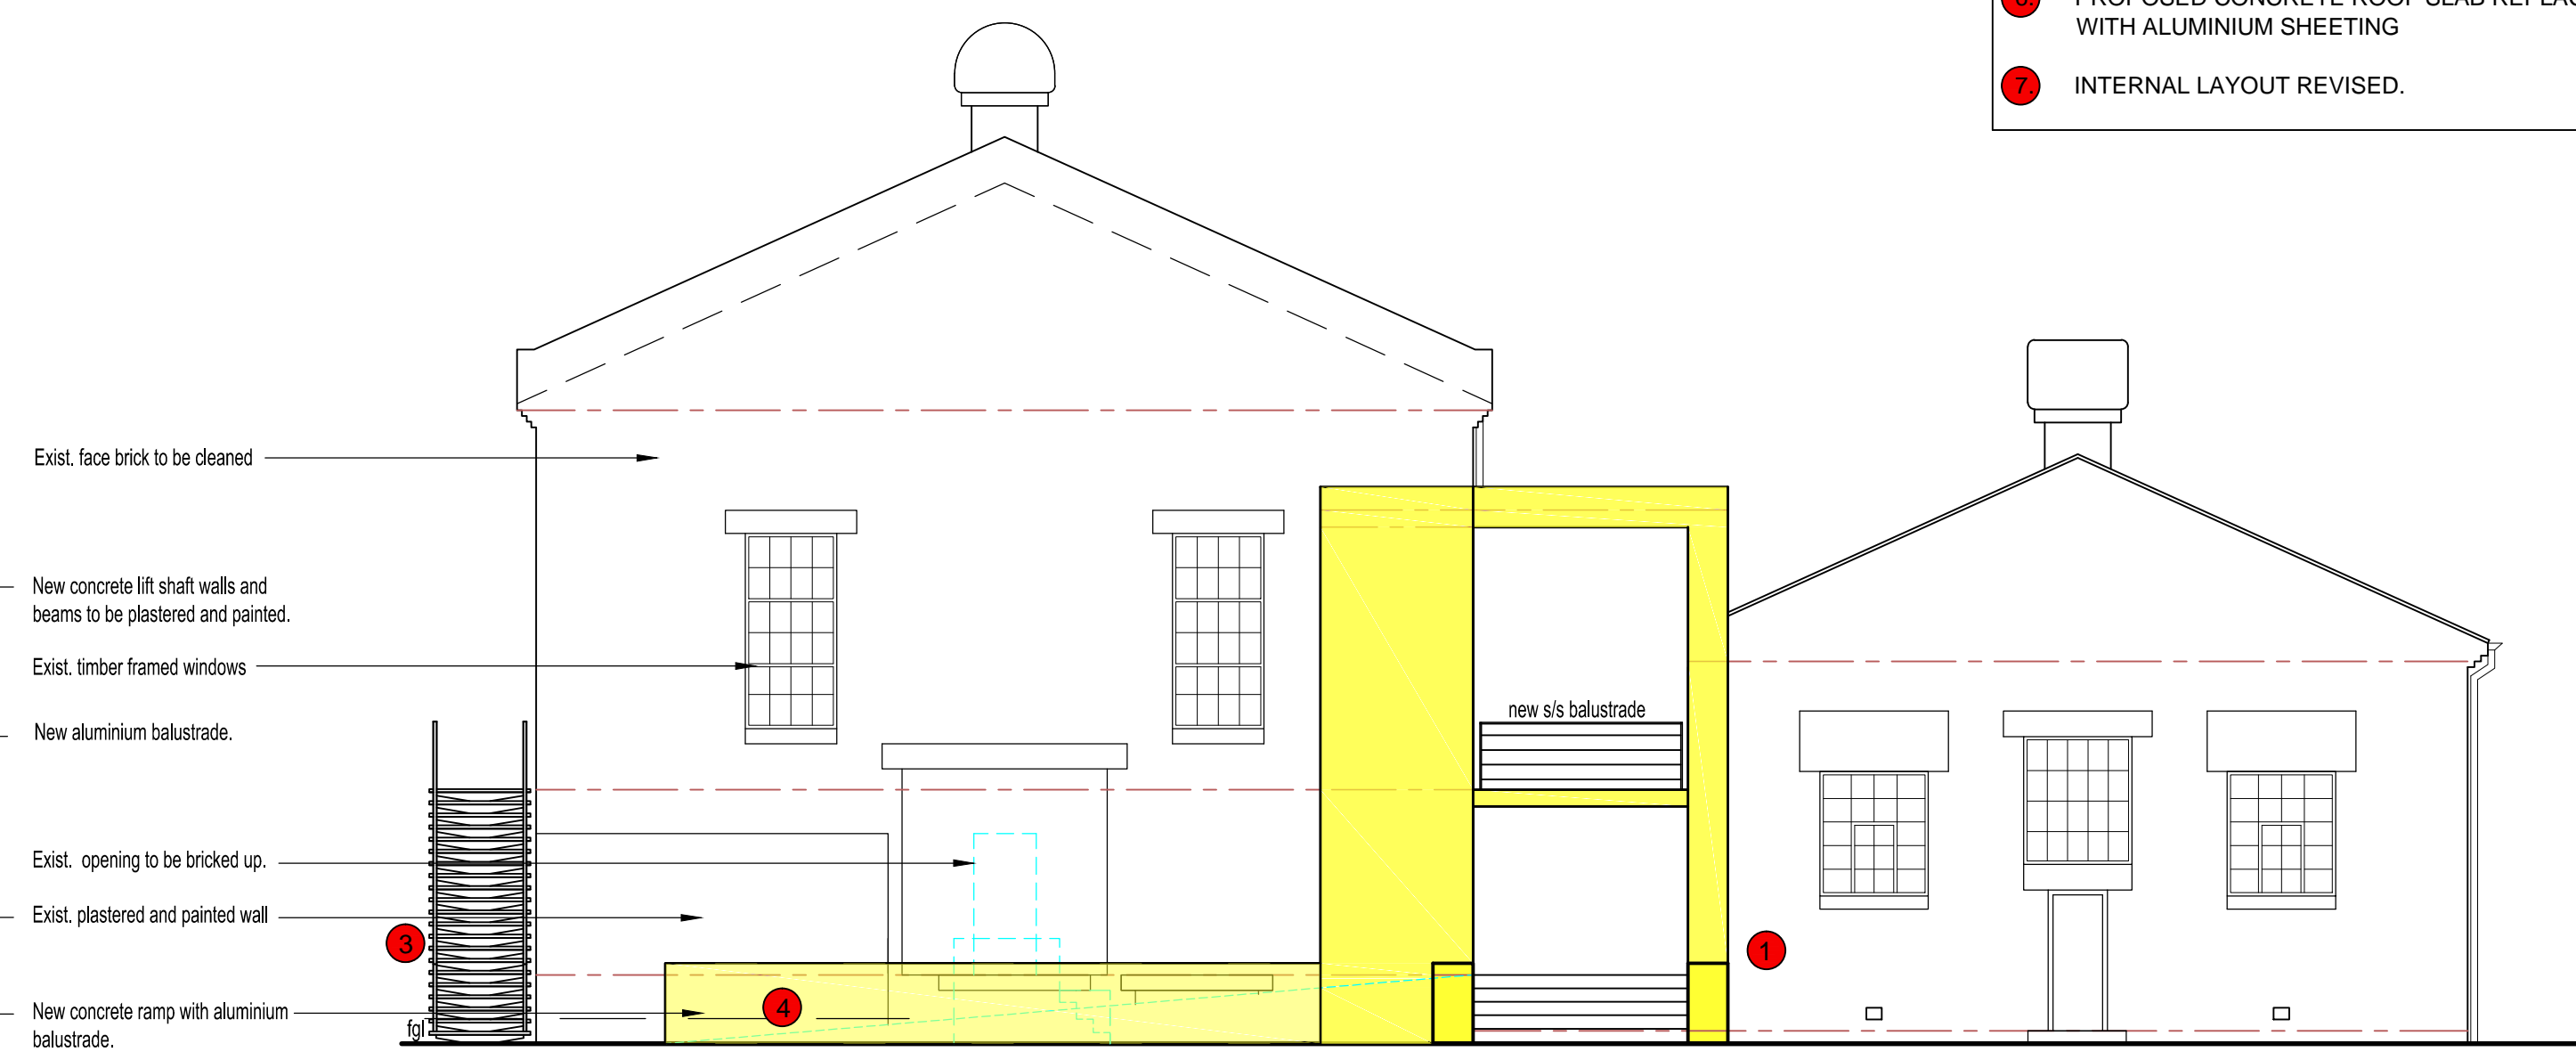 WITH ALUMINIUM SHEETING
7. INTERNAL LAYOUT REVISED.
Exist. face brick to be cleaned
New concrete lift shaft walls and
beams to be plastered and painted.
Exist. timber framed windows
new s/s balustrade
New aluminium balustrade.
Exist. opening to be bricked up.
Exist. plastered and painted wall
3
1
New concrete ramp with aluminium
balustrade.
4
fgl